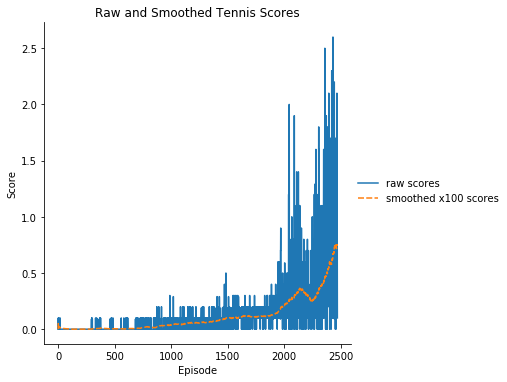 Raw and Smoothed Tennis Scores
2.5
2.0
1.5
1.0
0.5
0.0
Score
raw scores
smoothed x100 scores
0
500
1000
1500
2000
2500
Episode